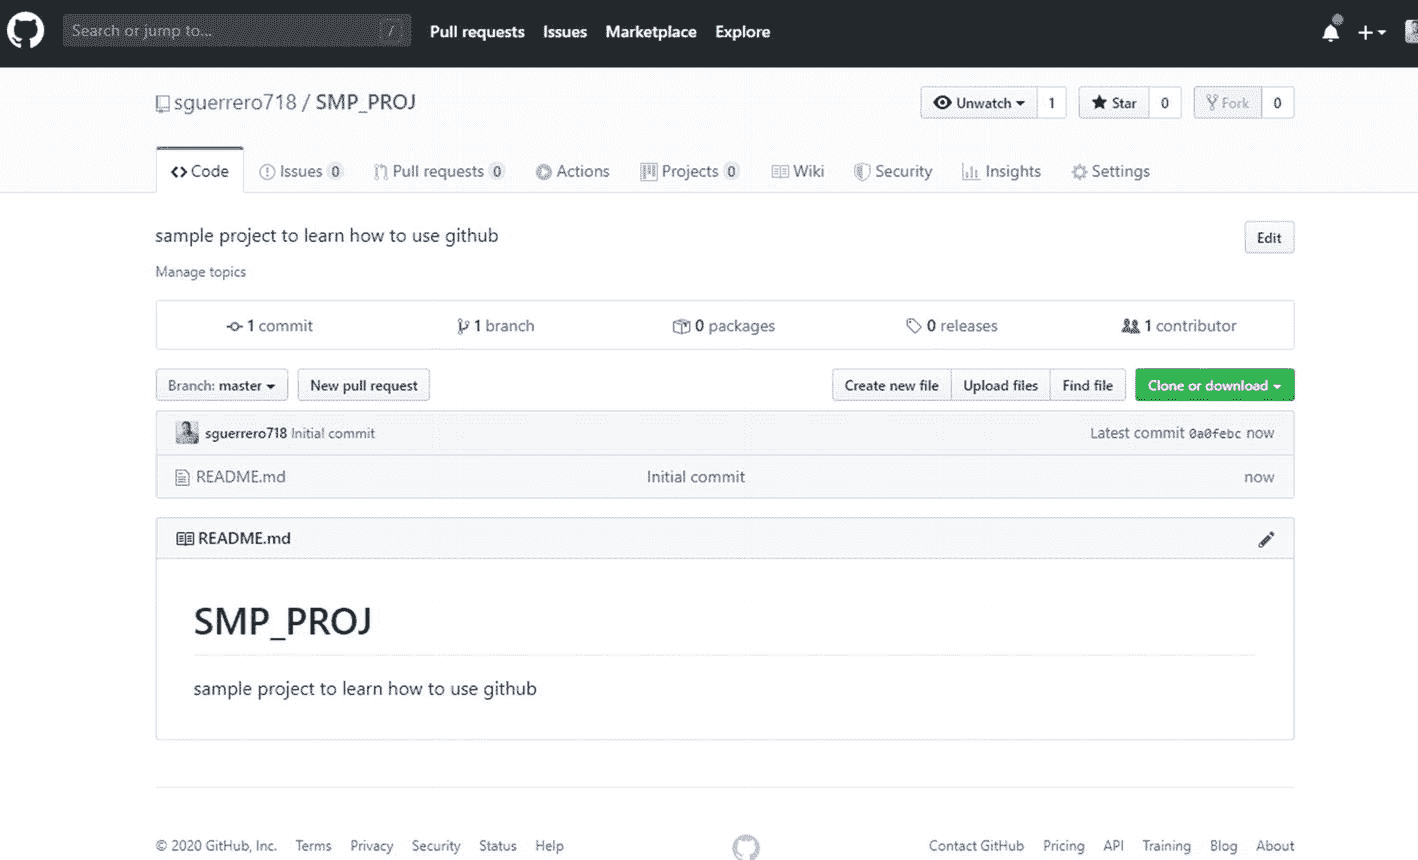 Search or jump to... /
Pull requests Issues Marketplace Explore
sguerrero718 / SMP_PROJ
Unwatch 1 Star 0 Fork 0
Code Issues 0 Pull requests 0 Actions Projects 0 Wiki Security Insights Settings
sample project to learn how to use github
Edit
Manage topics
1 commit 1 branch 0 packages 0 releases 1 contributor
Branch: master New pull request Create new file Upload files Find file Clone or download
sguerrero718 Initial commit Latest commit 0a0febc now
README.md Initial commit now
README.md
SMP_PROJ
sample project to learn how to use github
© 2020 GitHub, Inc. Terms Privacy Security Status Help Contact GitHub Pricing API Training Blog About